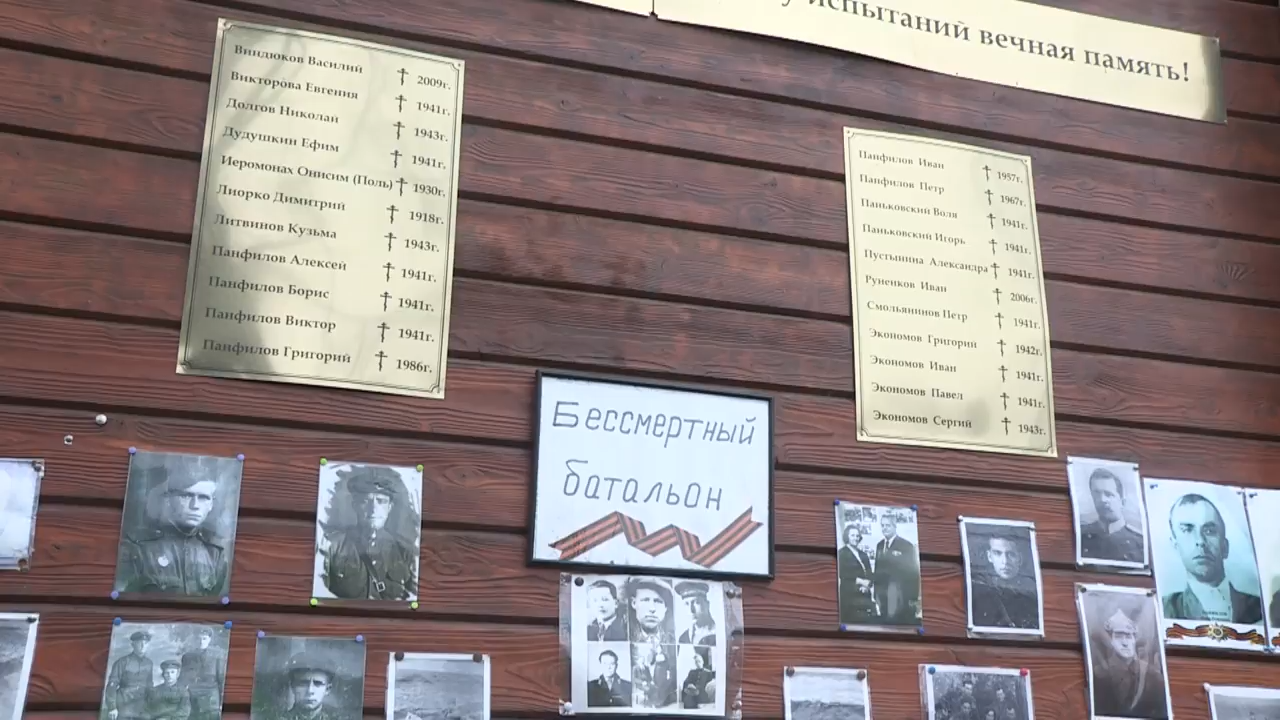 испытаний вечная память!
Виндюков Василий † 2009г.
Викторова Евгения † 1941г.
Долгов Николай † 1943г.
Дудушкин Ефим † 1941г.
Иеромонах Онисим (Поль) † 1930г.
Лиорко Димитрий † 1918г.
Литвинов Кузьма † 1943г.
Панфилов Алексей † 1941г.
Панфилов Борис † 1941г.
Панфилов Виктор † 1941г.
Панфилов Григорий † 1986г.
Панфилов Иван † 1957г.
Панфилов Петр † 1967г.
Паньковский Воля † 1941г.
Паньковский Игорь † 1941г.
Пустынина Александра † 1941г.
Руненков Иван † 2006г.
Смольянинов Петр † 1941г.
Экономов Григорий † 1942г.
Экономов Иван † 1941г.
Экономов Павел † 1941г.
Экономов Сергий † 1943г.
Бессмертный
батальон